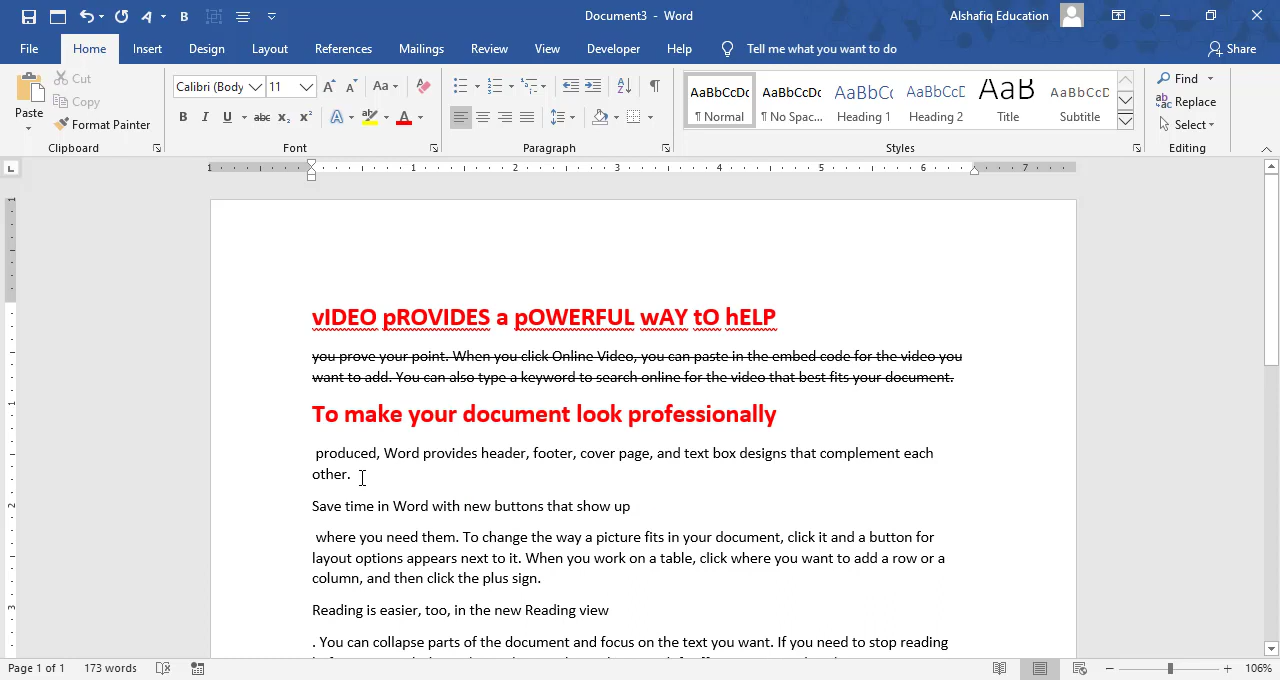 Document3 - Word
Alshafiq Education
File Home Insert Design Layout References Mailings Review View Developer Help Tell me what you want to do Share
Paste
Cut
Copy
Format Painter
Clipboard
Calibri (Body 11
Font
Paragraph
AaBbCcDc AaBbCcDc AaBbCc AaBbCcD AaB AaBbCcD
¶ Normal ¶ No Spac... Heading 1 Heading 2 Title Subtitle
Styles
Find
Replace
Select
Editing
1 1 2 3 4 5 6 7
vIDEO pROVIDES a pOWERFUL wAY tO hELP
you prove your point. When you click Online Video, you can paste in the embed code for the video you
want to add. You can also type a keyword to search online for the video that best fits your document.
To make your document look professionally
produced, Word provides header, footer, cover page, and text box designs that complement each
other.
Save time in Word with new buttons that show up
where you need them. To change the way a picture fits in your document, click it and a button for
layout options appears next to it. When you work on a table, click where you want to add a row or a
column, and then click the plus sign.
Reading is easier, too, in the new Reading view
. You can collapse parts of the document and focus on the text you want. If you need to stop reading
Page 1 of 1 173 words 106%